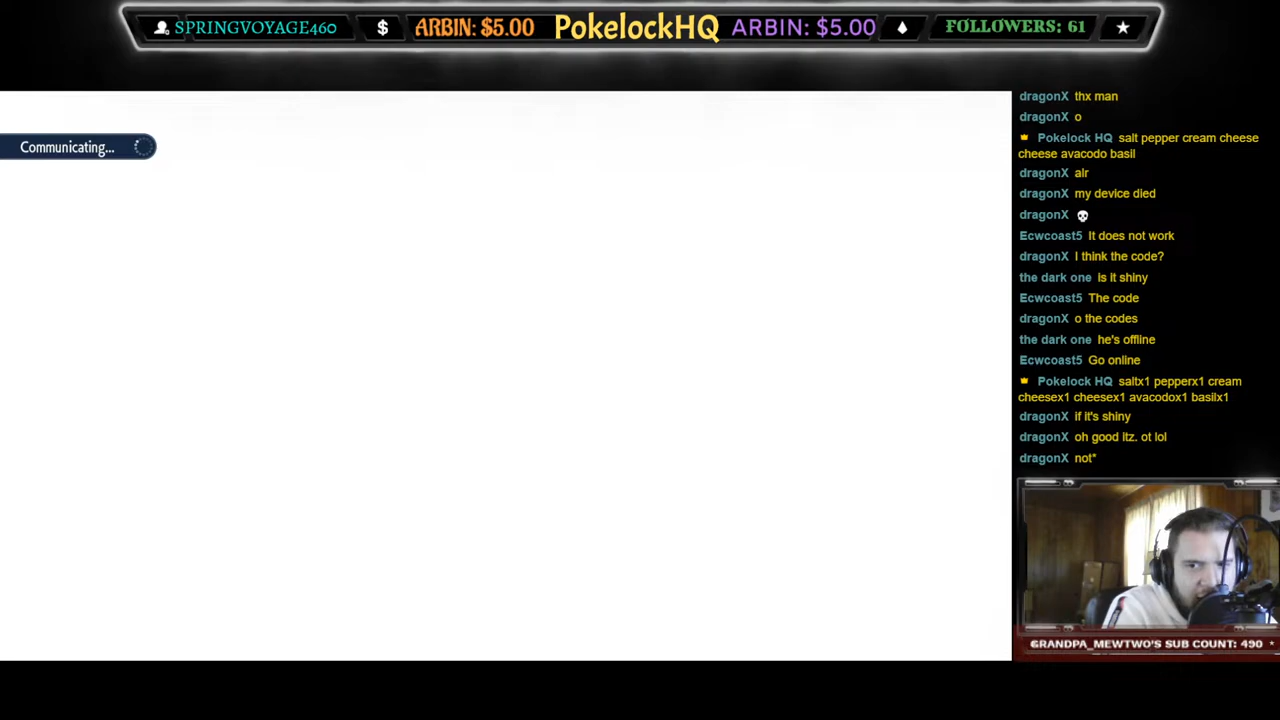 SPRINGVOYAGE460 $ ARBIN: $5.00 PokelockHQ ARBIN: $5.00 FOLLOWERS: 61
Communicating...
dragonX thx man
dragonX o
Pokelock HQ salt pepper cream cheese
cheese avacodo basil
dragonX alr
dragonX my device died
dragonX 💀
Ecwcoast5 It does not work
dragonX I think the code?
the dark one is it shiny
Ecwcoast5 The code
dragonX o the codes
the dark one he's offline
Ecwcoast5 Go online
Pokelock HQ saltx1 pepperx1 cream
cheesex1 cheesex1 avacodox1 basilx1
dragonX if it's shiny
dragonX oh good ltz. ot lol
dragonX not*
GRANDPA_MEWTWO'S SUB COUNT: 490 *